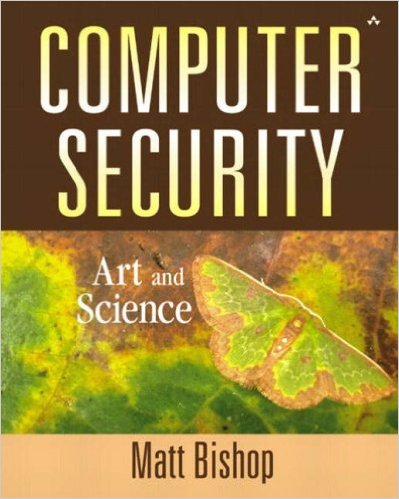 COMPUTER
SECURITY
Art and
Science
Matt Bishop